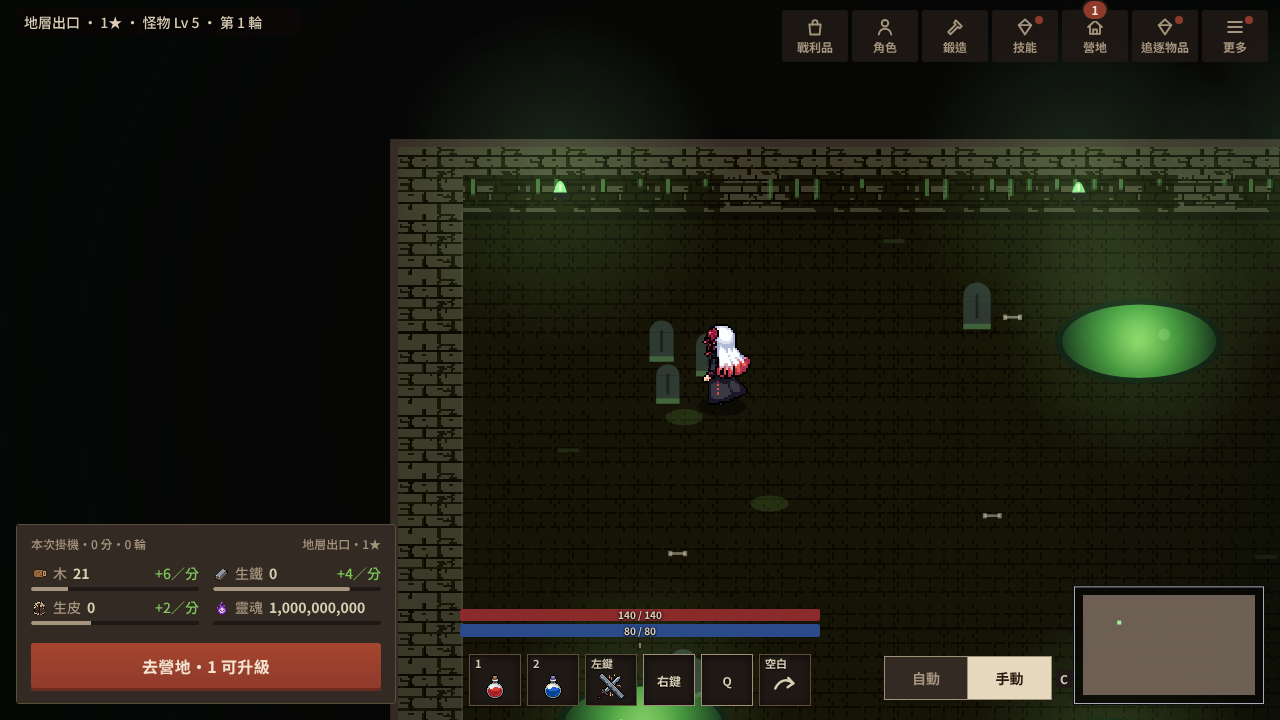 地層出口 · 1★ · 怪物 Lv 5 · 第 1 輪
1
戰利品
角色
鍛造
技能
營地
追逐物品
更多
本次掛機·0 分·0 輪
地層出口·1★
木 21 +6／分
生鐵 0 +4／分
生皮 0 +2／分
靈魂 1,000,000,000
去營地·1 可升級
140 / 140
80 / 80
1
2
左鍵
右鍵
Q
空白
自動
手動
C